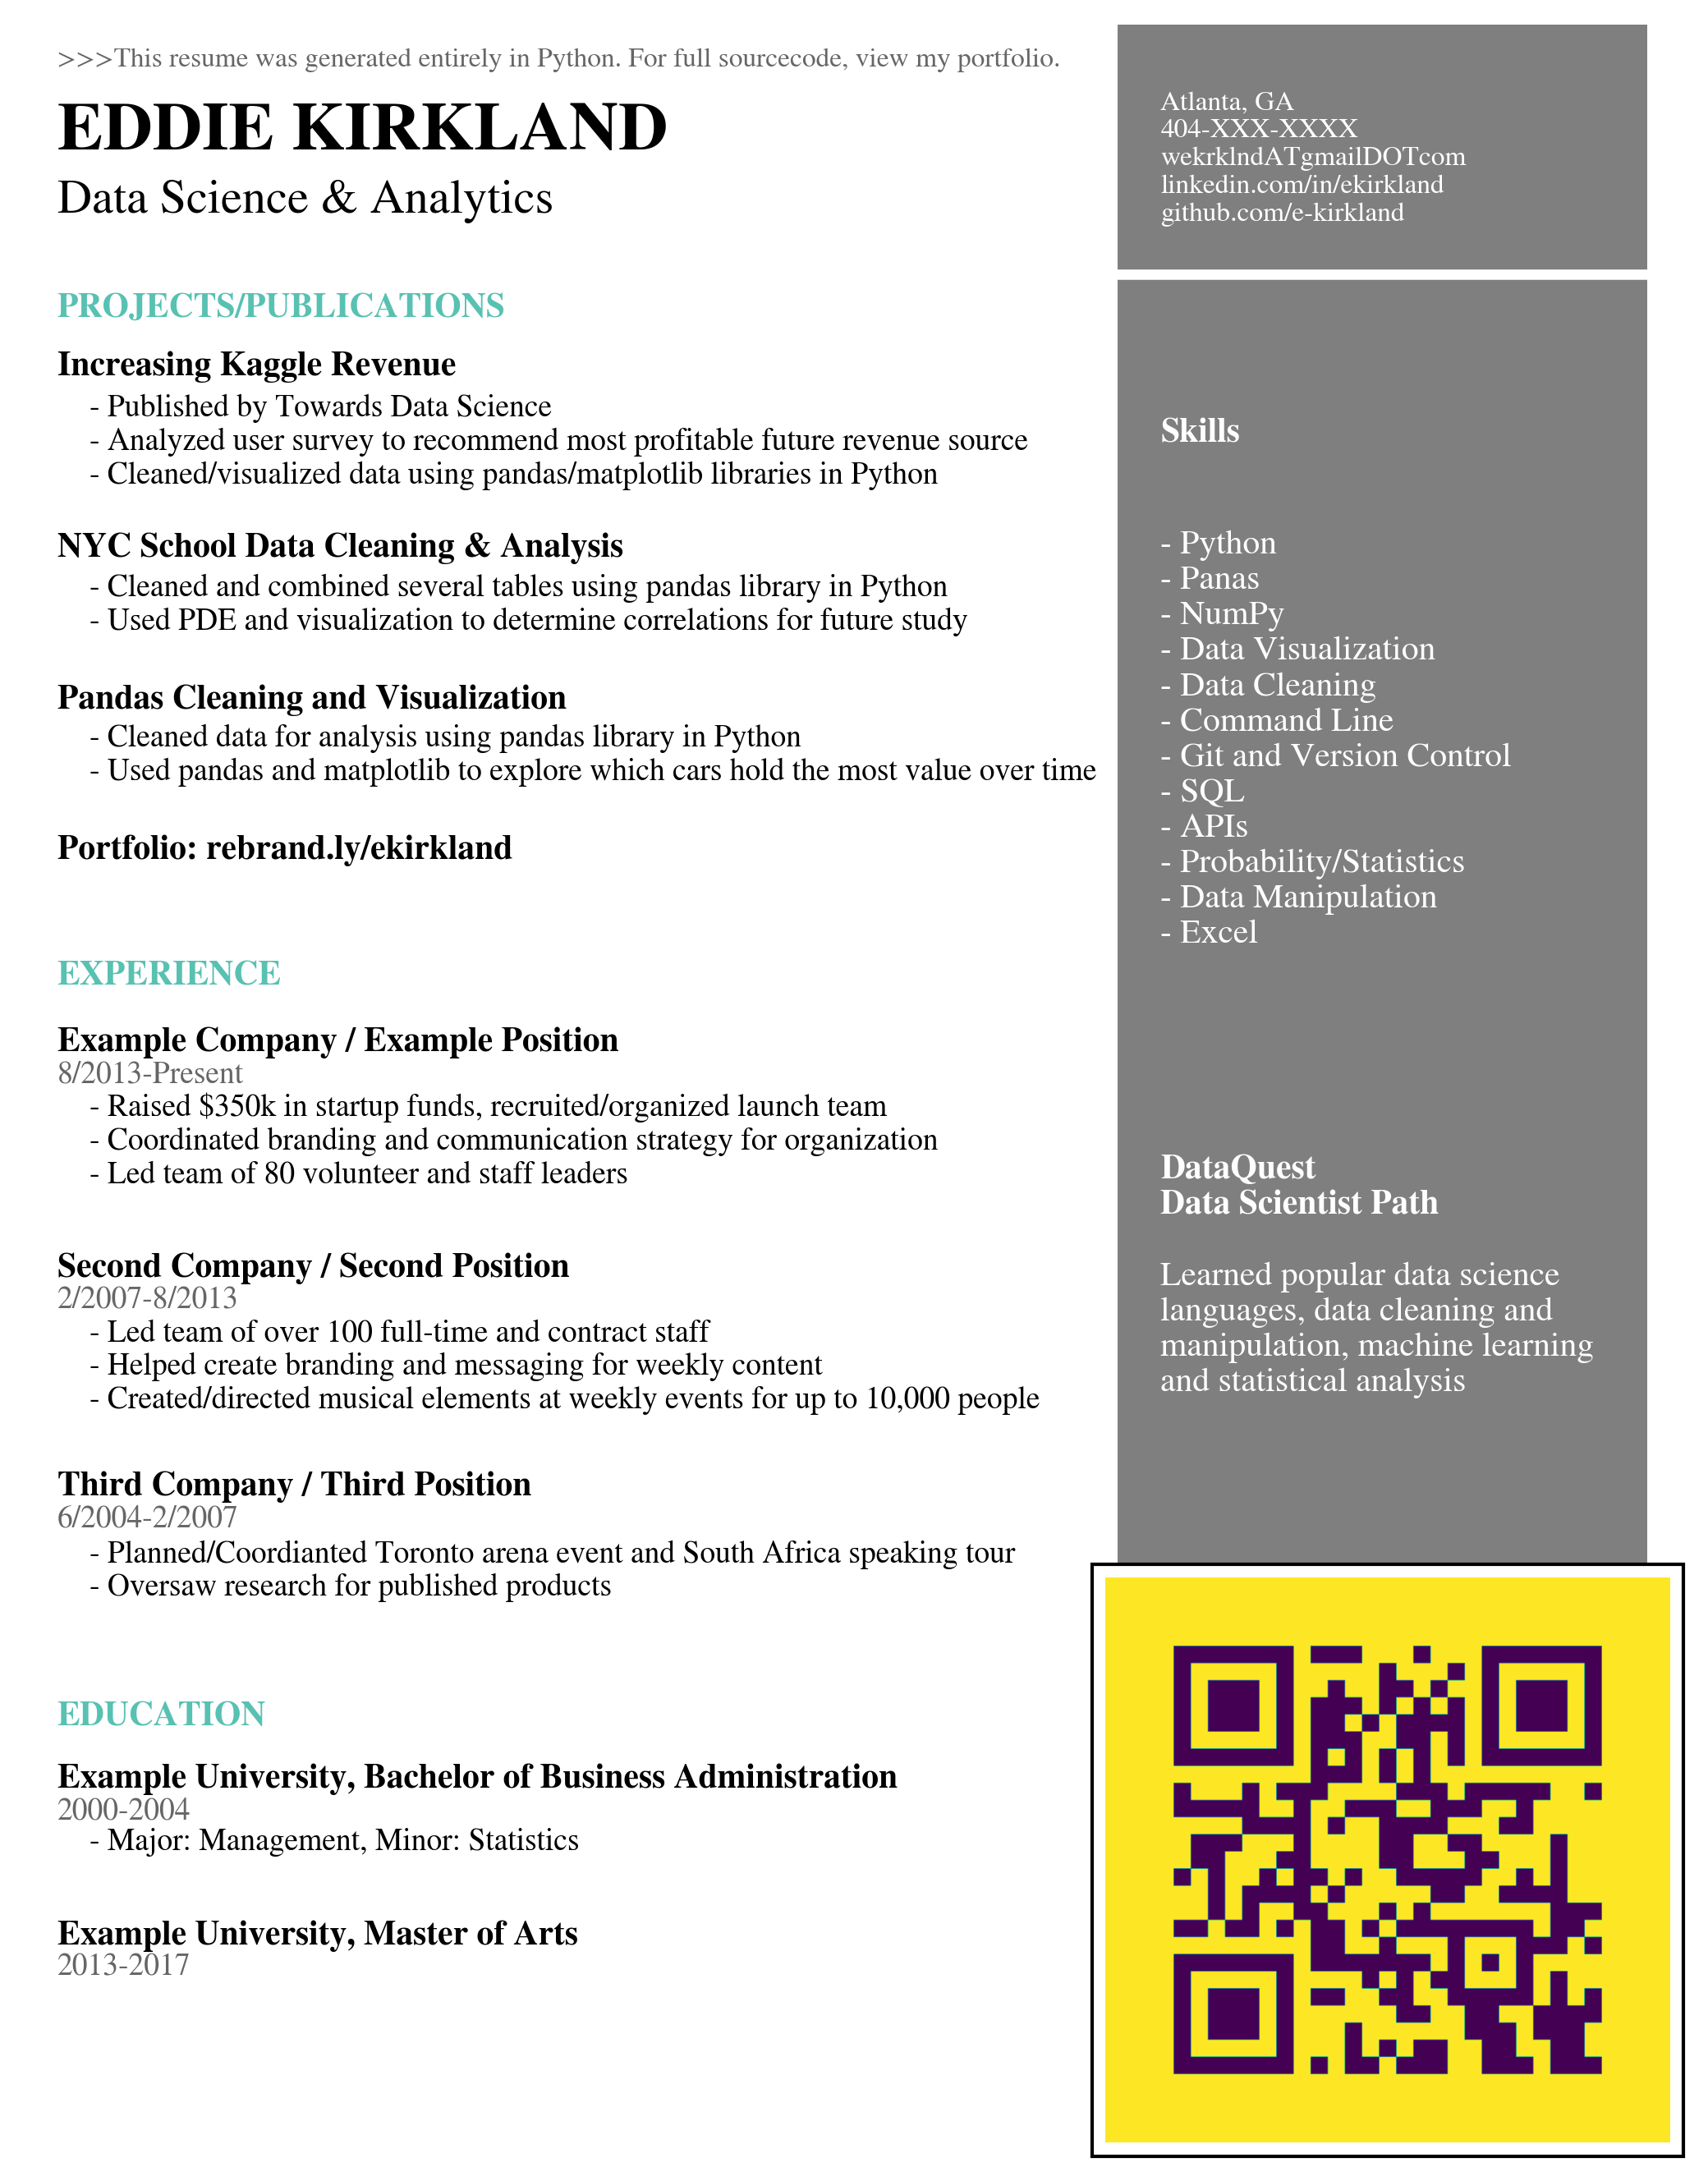 >>>This resume was generated entirely in Python. For full sourcecode, view my portfolio.
EDDIE KIRKLAND
Data Science & Analytics
PROJECTS/PUBLICATIONS
Increasing Kaggle Revenue
- Published by Towards Data Science
- Analyzed user survey to recommend most profitable future revenue source
- Cleaned/visualized data using pandas/matplotlib libraries in Python
NYC School Data Cleaning & Analysis
- Cleaned and combined several tables using pandas library in Python
- Used PDE and visualization to determine correlations for future study
Pandas Cleaning and Visualization
- Cleaned data for analysis using pandas library in Python
- Used pandas and matplotlib to explore which cars hold the most value over time
Portfolio: rebrand.ly/ekirkland
EXPERIENCE
Example Company / Example Position
8/2013-Present
- Raised $350k in startup funds, recruited/organized launch team
- Coordinated branding and communication strategy for organization
- Led team of 80 volunteer and staff leaders
Second Company / Second Position
2/2007-8/2013
- Led team of over 100 full-time and contract staff
- Helped create branding and messaging for weekly content
- Created/directed musical elements at weekly events for up to 10,000 people
Third Company / Third Position
6/2004-2/2007
- Planned/Coordianted Toronto arena event and South Africa speaking tour
- Oversaw research for published products
EDUCATION
Example University, Bachelor of Business Administration
2000-2004
- Major: Management, Minor: Statistics
Example University, Master of Arts
2013-2017
Atlanta, GA
404-XXX-XXXX
wekrklndATgmailDOTcom
linkedin.com/in/ekirkland
github.com/e-kirkland
Skills
- Python
- Panas
- NumPy
- Data Visualization
- Data Cleaning
- Command Line
- Git and Version Control
- SQL
- APIs
- Probability/Statistics
- Data Manipulation
- Excel
DataQuest
Data Scientist Path
Learned popular data science
languages, data cleaning and
manipulation, machine learning
and statistical analysis